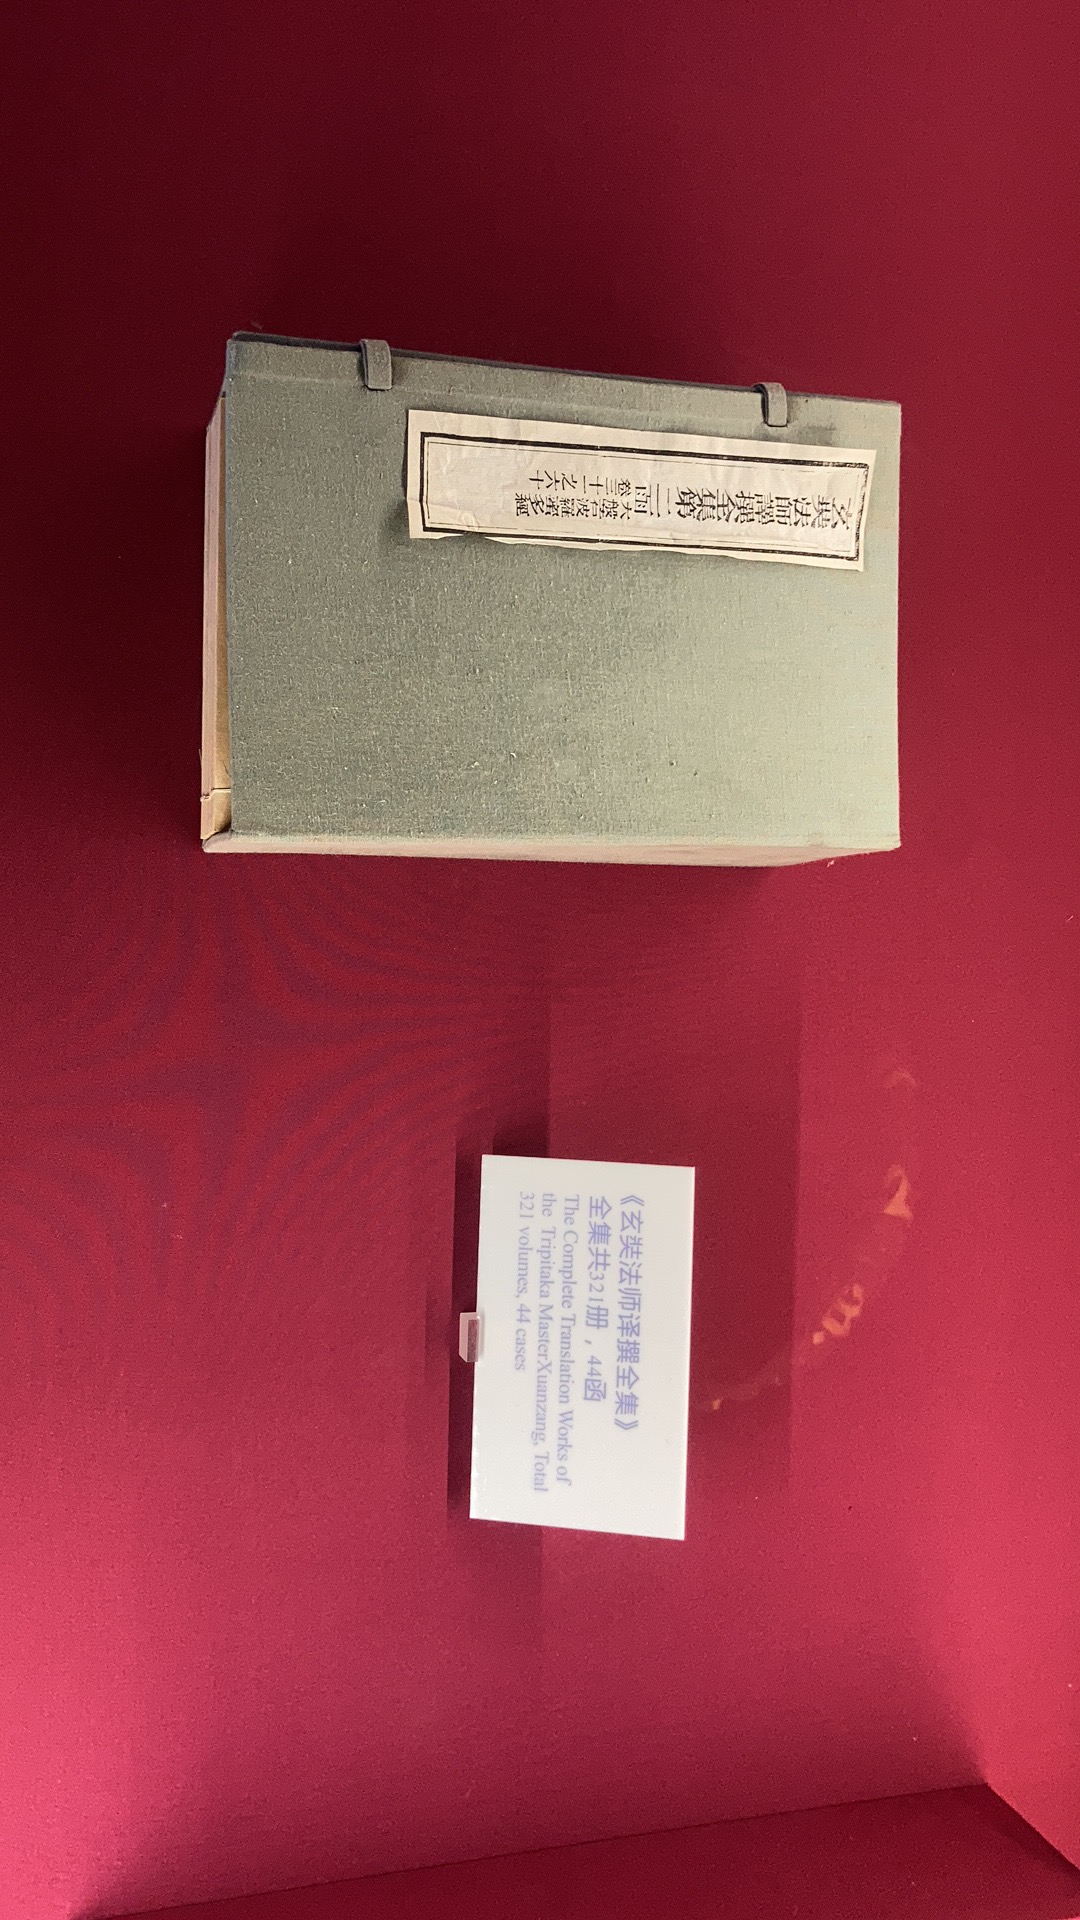 玄奘法師譯撰全集第二函
大般若波羅蜜多經
卷三十一之六十
《玄奘法师译撰全集》
全集共321册，44函
The Complete Translation Works of
the Tripitaka MasterXuanzang, Total
321 volumes, 44 cases